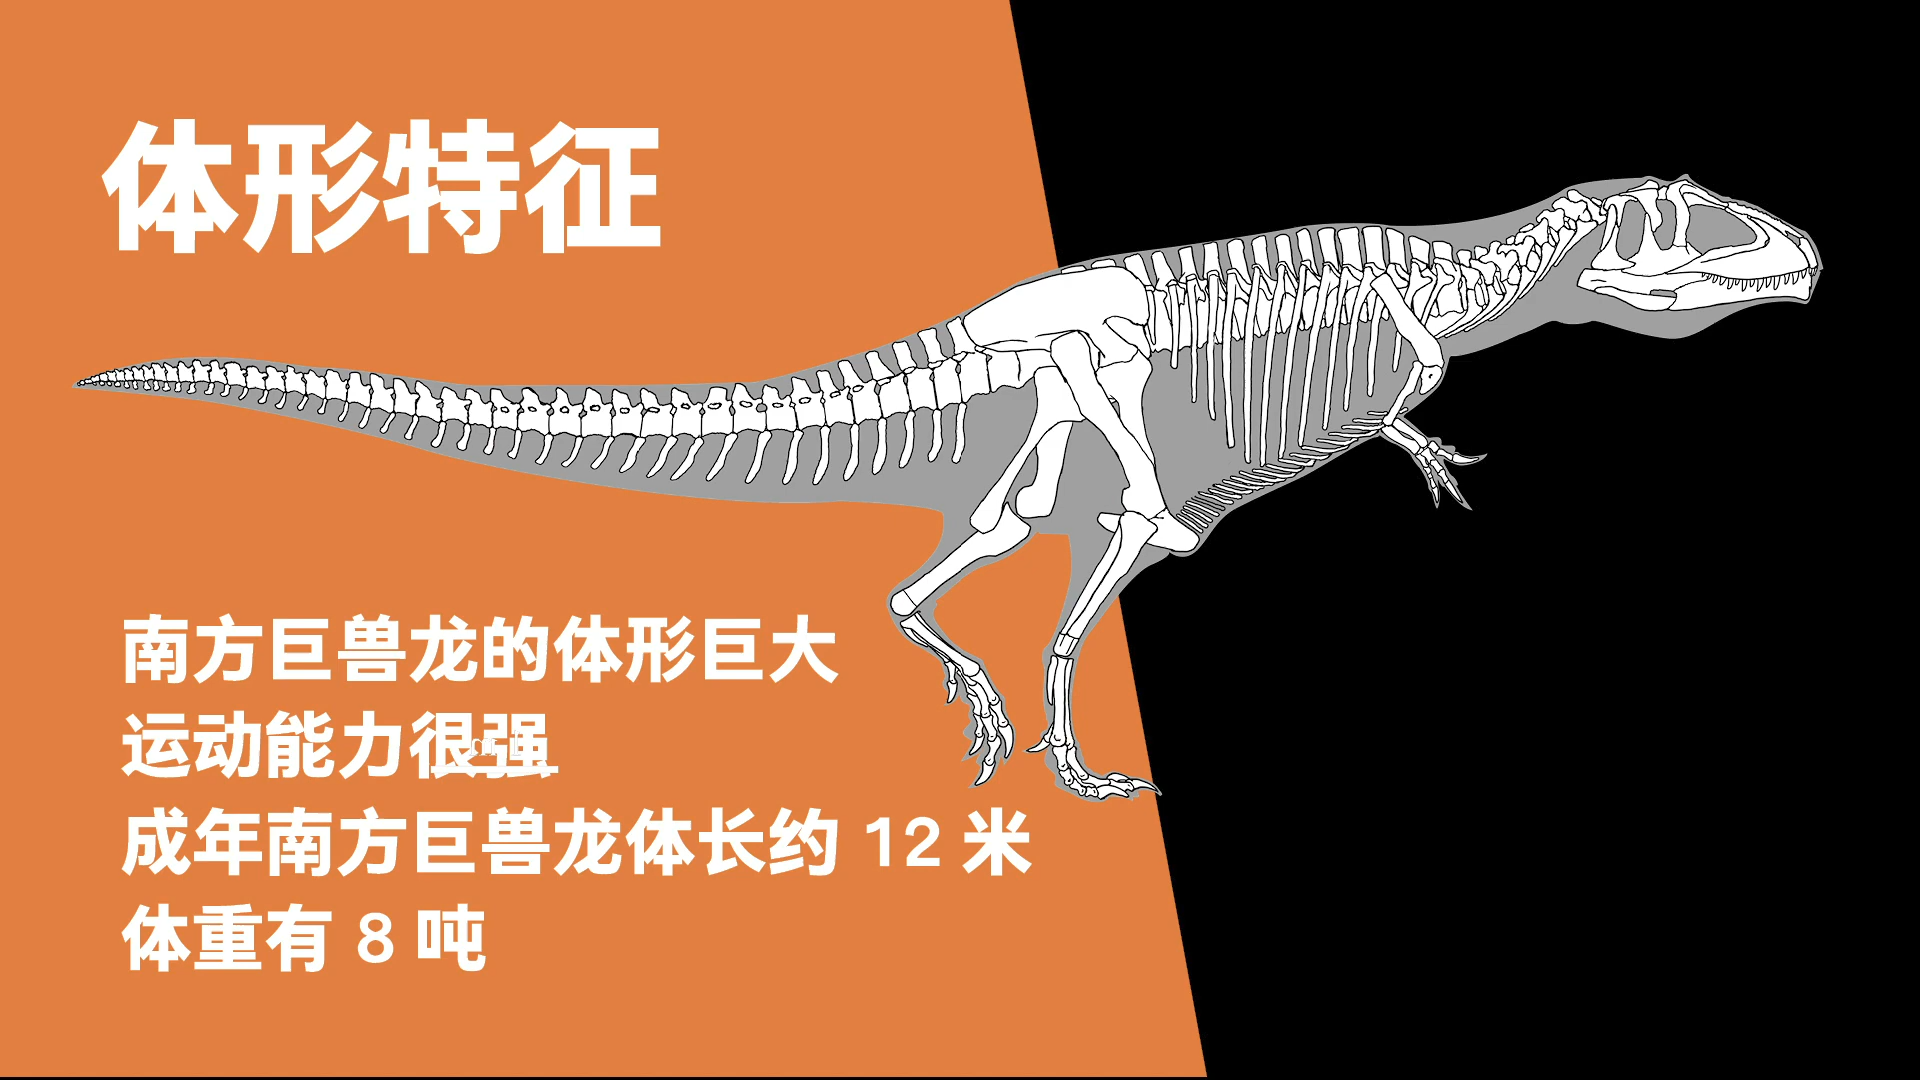 体形特征
南方巨兽龙的体形巨大
运动能力很强
成年南方巨兽龙体长约 12 米
体重有 8 吨